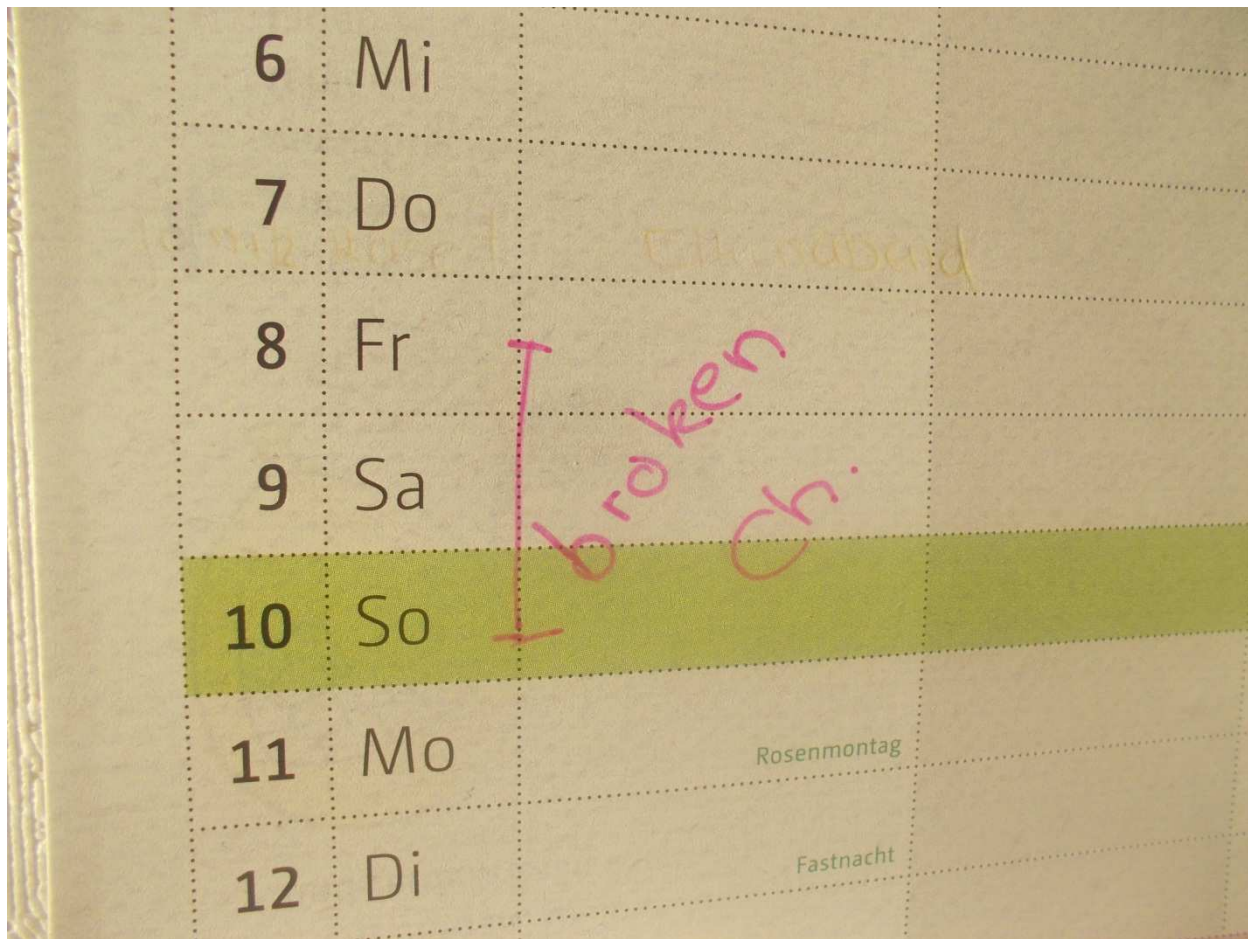 6 Mi
7 Do
8 Fr
broken
9 Sa
Ch.
10 So
11 Mo
Rosenmontag
12 Di
Fastnacht